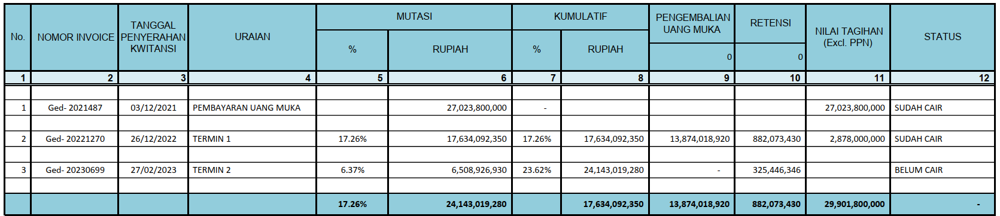 No. NOMOR INVOICE TANGGAL PENYERAHAN KWITANSI URAIAN MUTASI KUMULATIF PENGEMBALIAN UANG MUKA RETENSI NILAI TAGIHAN (Excl. PPN) STATUS
% RUPIAH % RUPIAH 0 0
1 2 3 4 5 6 7 8 9 10 11 12
1 Ged- 2021487 03/12/2021 PEMBAYARAN UANG MUKA 27,023,800,000 - 27,023,800,000 SUDAH CAIR
2 Ged- 20221270 26/12/2022 TERMIN 1 17.26% 17,634,092,350 17.26% 17,634,092,350 13,874,018,920 882,073,430 2,878,000,000 SUDAH CAIR
3 Ged- 20230699 27/02/2023 TERMIN 2 6.37% 6,508,926,930 23.62% 24,143,019,280 - 325,446,346 BELUM CAIR
17.26% 24,143,019,280 17,634,092,350 13,874,018,920 882,073,430 29,901,800,000 -